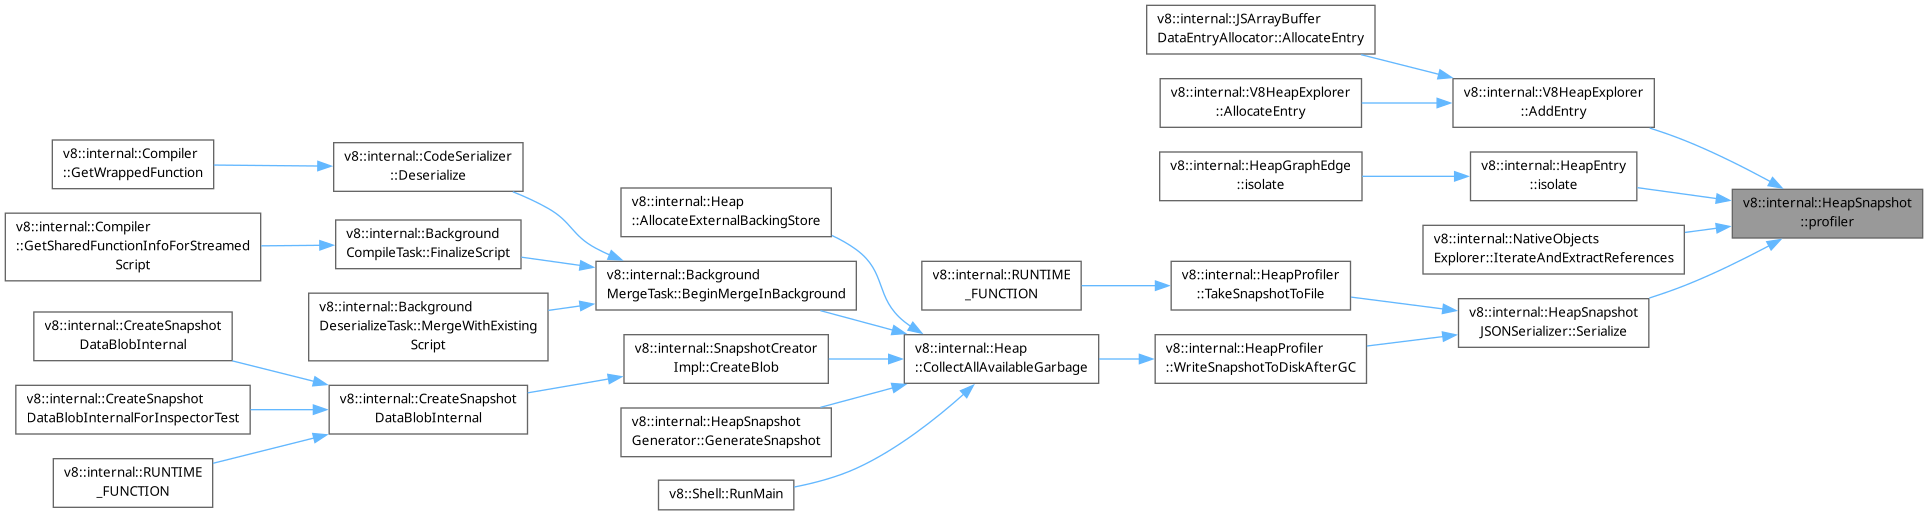 v8::internal::JSArrayBuffer
DataEntryAllocator::AllocateEntry
v8::internal::V8HeapExplorer
::AllocateEntry
v8::internal::V8HeapExplorer
::AddEntry
v8::internal::Compiler
::GetWrappedFunction
v8::internal::CodeSerializer
::Deserialize
v8::internal::HeapGraphEdge
::isolate
v8::internal::HeapEntry
::isolate
v8::internal::Heap
::AllocateExternalBackingStore
v8::internal::HeapSnapshot
::profiler
v8::internal::Compiler
::GetSharedFunctionInfoForStreamed
Script
v8::internal::Background
CompileTask::FinalizeScript
v8::internal::NativeObjects
Explorer::IterateAndExtractReferences
v8::internal::Background
MergeTask::BeginMergeInBackground
v8::internal::RUNTIME
_FUNCTION
v8::internal::HeapProfiler
::TakeSnapshotToFile
v8::internal::Background
DeserializeTask::MergeWithExisting
Script
v8::internal::HeapSnapshot
JSONSerializer::Serialize
v8::internal::CreateSnapshot
DataBlobInternal
v8::internal::SnapshotCreator
Impl::CreateBlob
v8::internal::Heap
::CollectAllAvailableGarbage
v8::internal::HeapProfiler
::WriteSnapshotToDiskAfterGC
v8::internal::CreateSnapshot
DataBlobInternalForInspectorTest
v8::internal::CreateSnapshot
DataBlobInternal
v8::internal::HeapSnapshot
Generator::GenerateSnapshot
v8::internal::RUNTIME
_FUNCTION
v8::Shell::RunMain